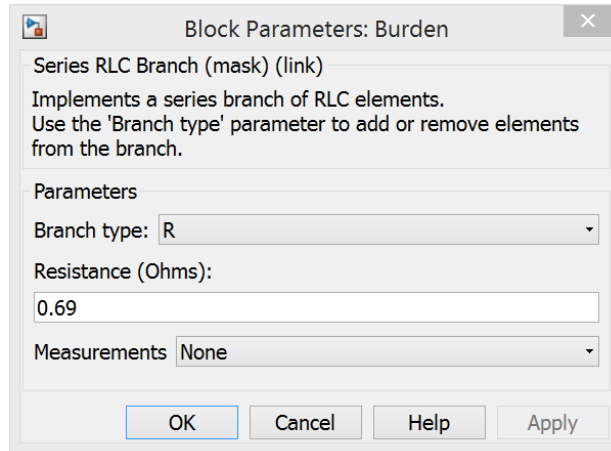 Block Parameters: Burden
Series RLC Branch (mask) (link)
Implements a series branch of RLC elements.
Use the 'Branch type' parameter to add or remove elements
from the branch.
Parameters
Branch type: R
Resistance (Ohms):
0.69
Measurements None
OK Cancel Help Apply